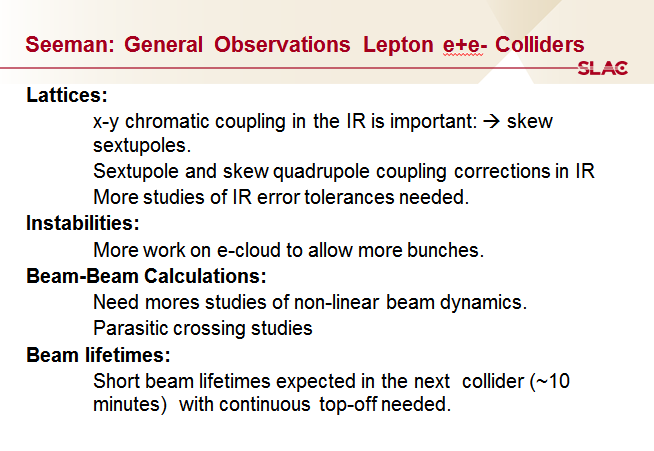 Seeman: General Observations Lepton e+e- Colliders
SLAC
Lattices:
x-y chromatic coupling in the IR is important: → skew
sextupoles.
Sextupole and skew quadrupole coupling corrections in IR
More studies of IR error tolerances needed.
Instabilities:
More work on e-cloud to allow more bunches.
Beam-Beam Calculations:
Need mores studies of non-linear beam dynamics.
Parasitic crossing studies
Beam lifetimes:
Short beam lifetimes expected in the next collider (~10
minutes) with continuous top-off needed.